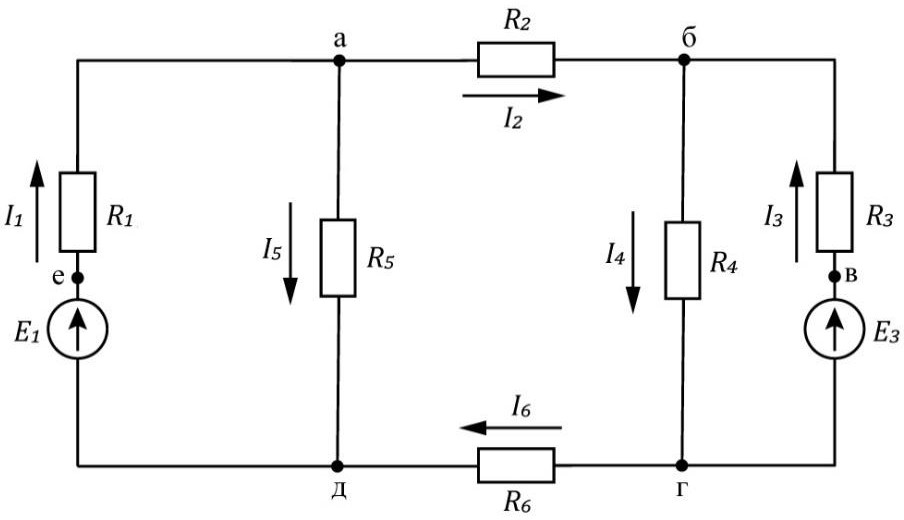 а
R₂
б
I₂
I₁
R₁
I₅
R₅
I₄
R₄
I₃
R₃
е
в
E₁
E₃
I₆
д
R₆
г